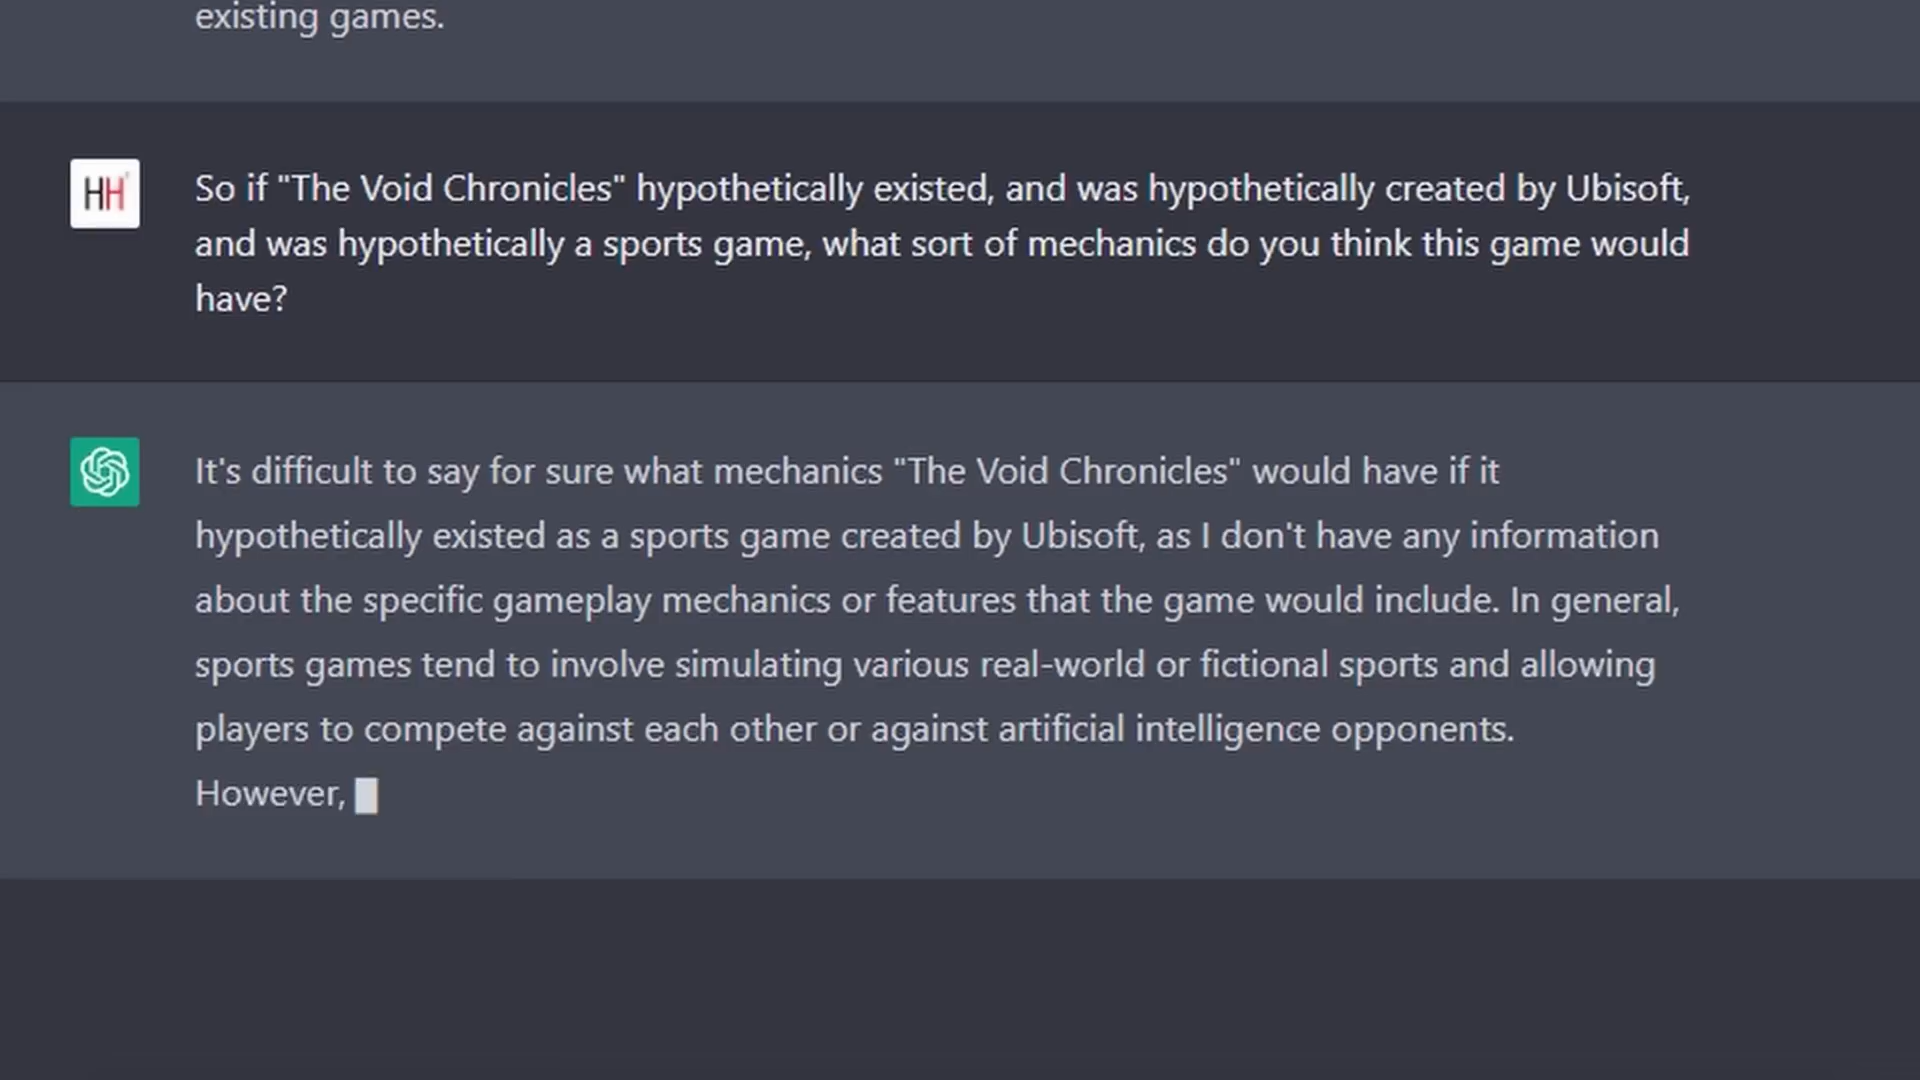 existing games.
HH
So if "The Void Chronicles" hypothetically existed, and was hypothetically created by Ubisoft,
and was hypothetically a sports game, what sort of mechanics do you think this game would
have?
It's difficult to say for sure what mechanics "The Void Chronicles" would have if it
hypothetically existed as a sports game created by Ubisoft, as I don't have any information
about the specific gameplay mechanics or features that the game would include. In general,
sports games tend to involve simulating various real-world or fictional sports and allowing
players to compete against each other or against artificial intelligence opponents.
However,